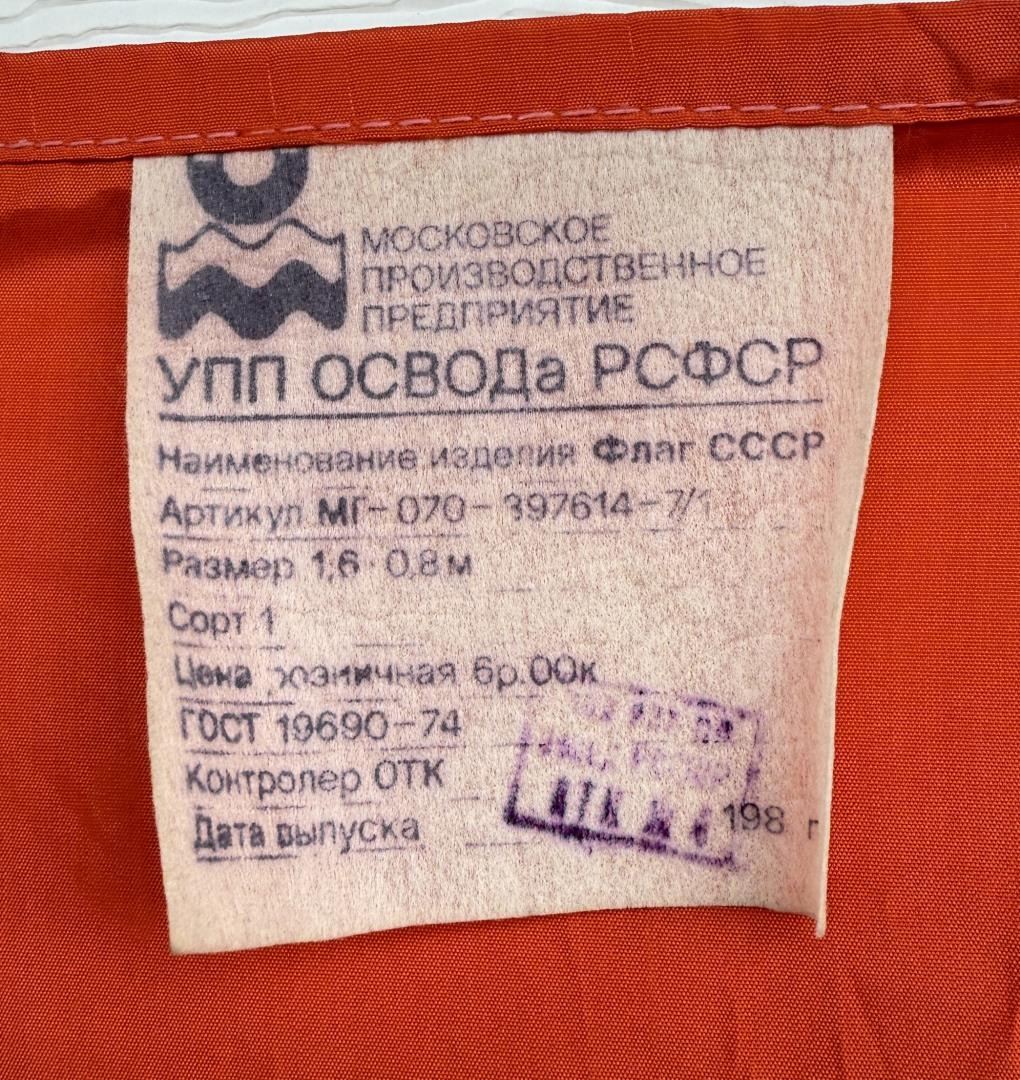 МОСКОВСКОЕ
ПРОИЗВОДСТВЕННОЕ
ПРЕДПРИЯТИЕ
УПП ОСВОДа РСФСР
Наименование изделия Флаг СССР
Артикул МГ-070-397614-7/1
Размер 1,6 0,8м
Сорт 1
Цена розничная 6р.00к
ГОСТ 19690-74
Контролер ОТК
Дата выпуска 198 г